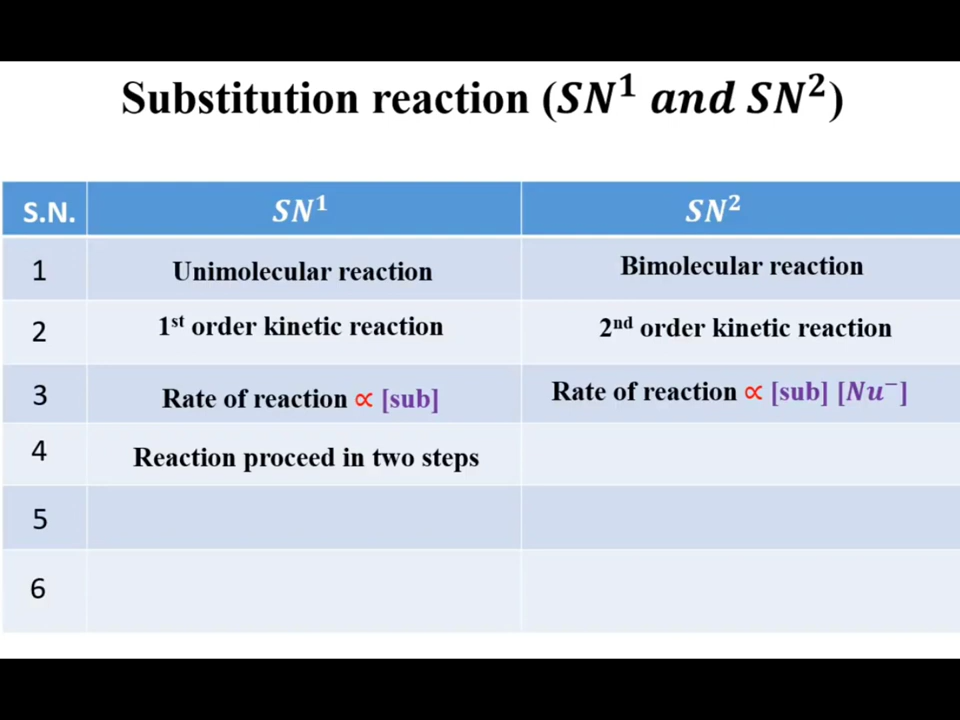 Substitution reaction (SN¹ and SN²)
S.N. SN¹ SN²
1 Unimolecular reaction Bimolecular reaction
2 1ˢᵗ order kinetic reaction 2ⁿᵈ order kinetic reaction
3 Rate of reaction ∝ [sub] Rate of reaction ∝ [sub] [Nu⁻]
4 Reaction proceed in two steps
5
6